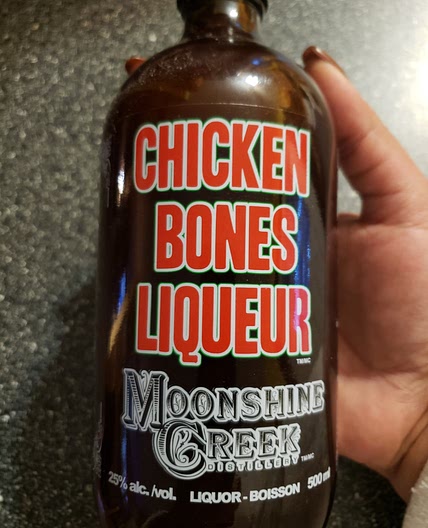 CHICKEN
BONES
LIQUEUR
TM/MC
MOONSHINE
CREEK
DISTILLERY TM/MC
25% alc./vol. LIQUOR - BOISSON 500 ml